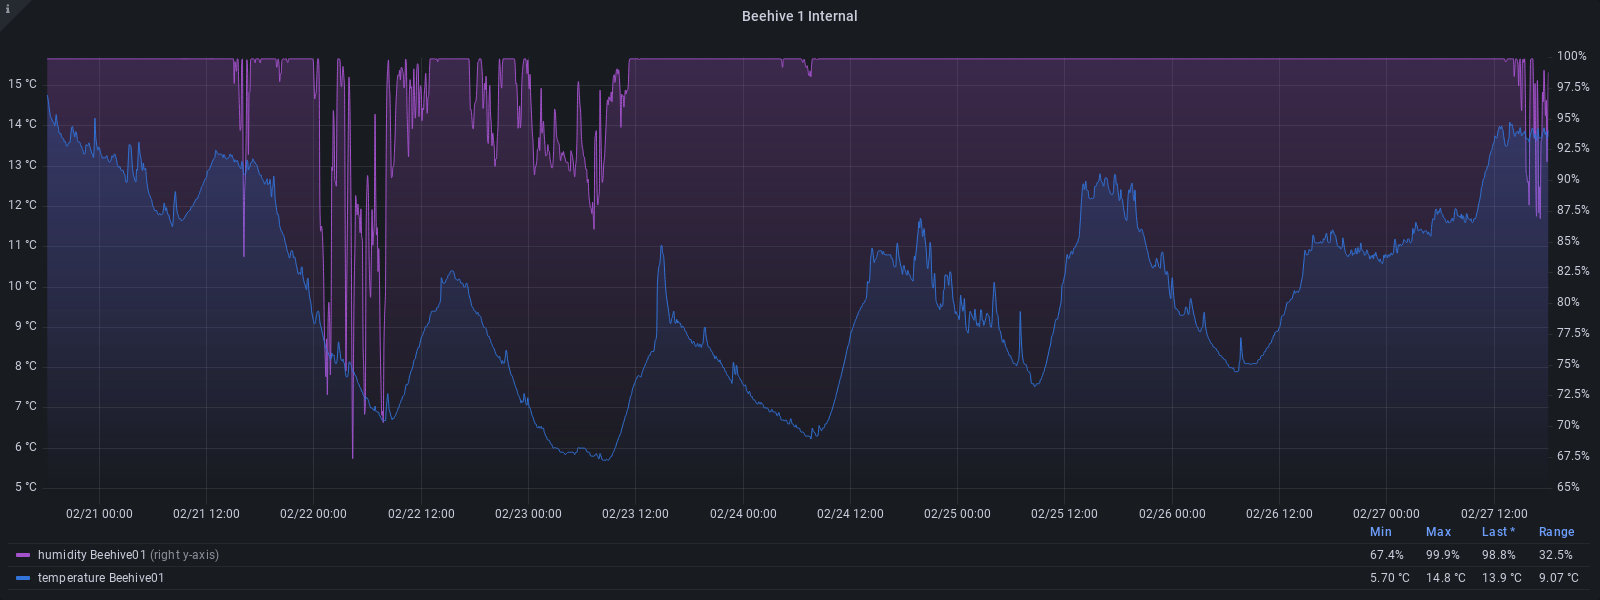 i
Beehive 1 Internal
15 °C
14 °C
13 °C
12 °C
11 °C
10 °C
9 °C
8 °C
7 °C
6 °C
5 °C
100%
97.5%
95%
92.5%
90%
87.5%
85%
82.5%
80%
77.5%
75%
72.5%
70%
67.5%
65%
02/21 00:00 02/21 12:00 02/22 00:00 02/22 12:00 02/23 00:00 02/23 12:00 02/24 00:00 02/24 12:00 02/25 00:00 02/25 12:00 02/26 00:00 02/26 12:00 02/27 00:00 02/27 12:00
Min Max Last * Range
humidity Beehive01 (right y-axis) 67.4% 99.9% 98.8% 32.5%
temperature Beehive01 5.70 °C 14.8 °C 13.9 °C 9.07 °C